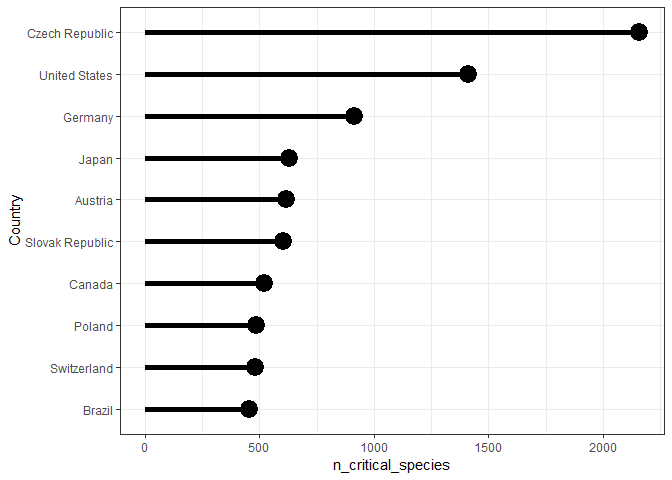 Czech Republic
United States
Germany
Japan
Austria
Slovak Republic
Canada
Poland
Switzerland
Brazil
Country
0 500 1000 1500 2000
n_critical_species